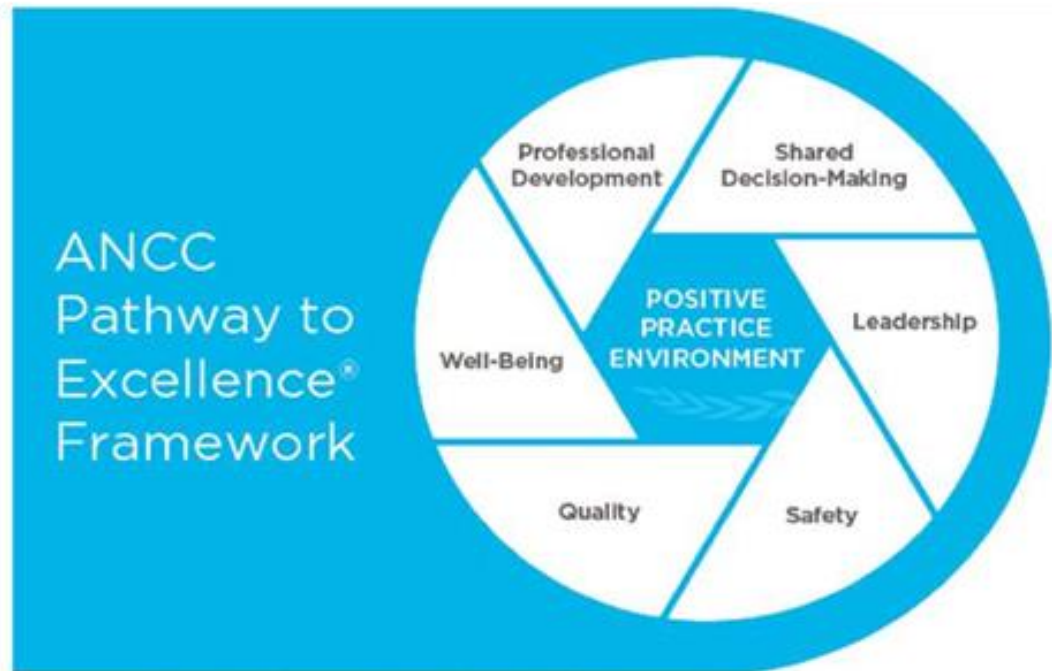 ANCC
Pathway to
Excellence®
Framework
Professional
Development
Shared
Decision-Making
Leadership
Safety
Quality
Well-Being
POSITIVE
PRACTICE
ENVIRONMENT